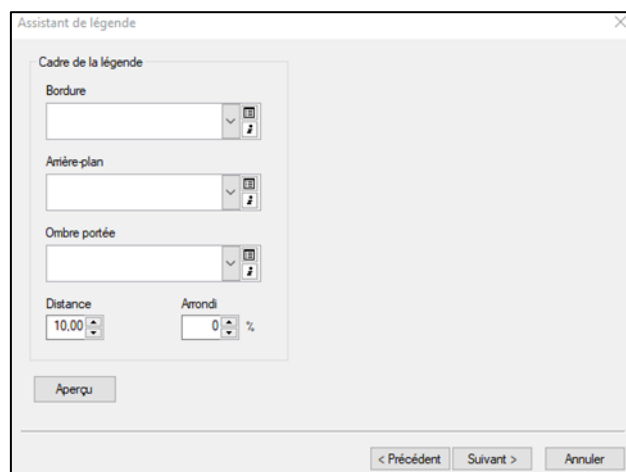 Assistant de légende
Cadre de la légende
Bordure
Arrière-plan
Ombre portée
Distance Arrondi
10,00 0 %
Aperçu
< Précédent Suivant > Annuler